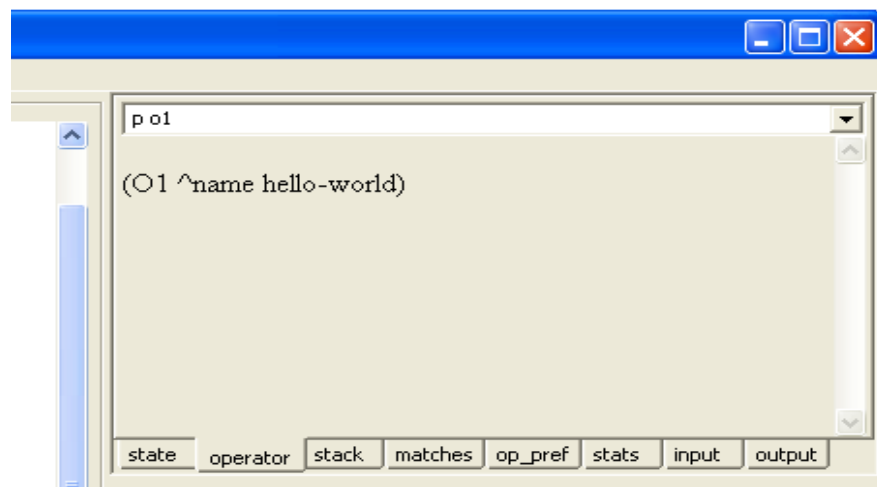 p o1
(O1 ^name hello-world)
state operator stack matches op_pref stats input output